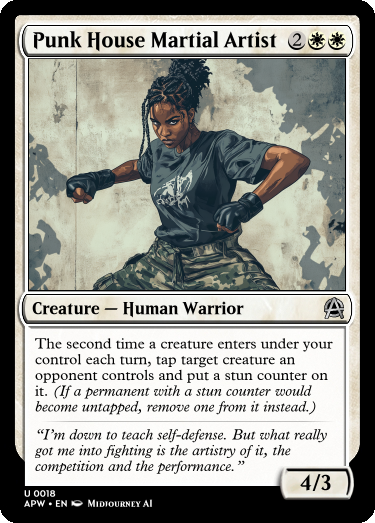 Punk House Martial Artist 2
Creature — Human Warrior
The second time a creature enters under your
control each turn, tap target creature an
opponent controls and put a stun counter on
it. (If a permanent with a stun counter would
become untapped, remove one from it instead.)
“I’m down to teach self-defense. But what really
got me into fighting is the artistry of it, the
competition and the performance.”
4/3
U 0018
APW • EN Midjourney AI